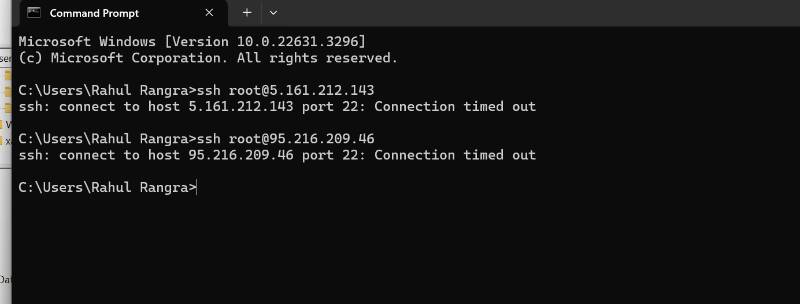 Command Prompt
Microsoft Windows [Version 10.0.22631.3296]
(c) Microsoft Corporation. All rights reserved.
C:\Users\Rahul Rangra>ssh root@5.161.212.143
ssh: connect to host 5.161.212.143 port 22: Connection timed out
C:\Users\Rahul Rangra>ssh root@95.216.209.46
ssh: connect to host 95.216.209.46 port 22: Connection timed out
C:\Users\Rahul Rangra>